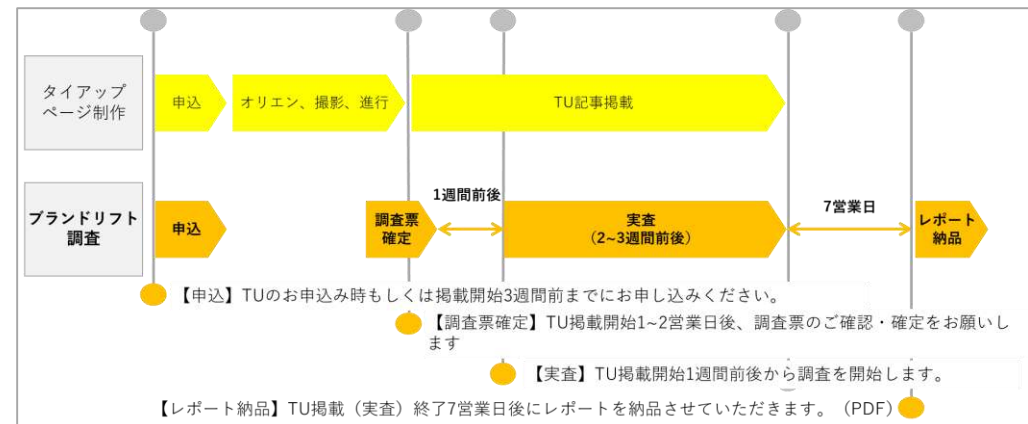 タイアップ
ページ制作
申込
オリエン、撮影、進行
TU記事掲載
ブランドリフト
調査
申込
調査票
確定
1週間前後
実査
(2~3週間前後)
7営業日
レポート
納品
【申込】TUのお申込み時もしくは掲載開始3週間前までにお申し込みください。
【調査票確定】TU掲載開始1~2営業日後、調査票のご確認・確定をお願いし
ます
【実査】TU掲載開始1週間前後から調査を開始します。
【レポート納品】TU掲載（実査）終了7営業日後にレポートを納品させていただきます。（PDF）